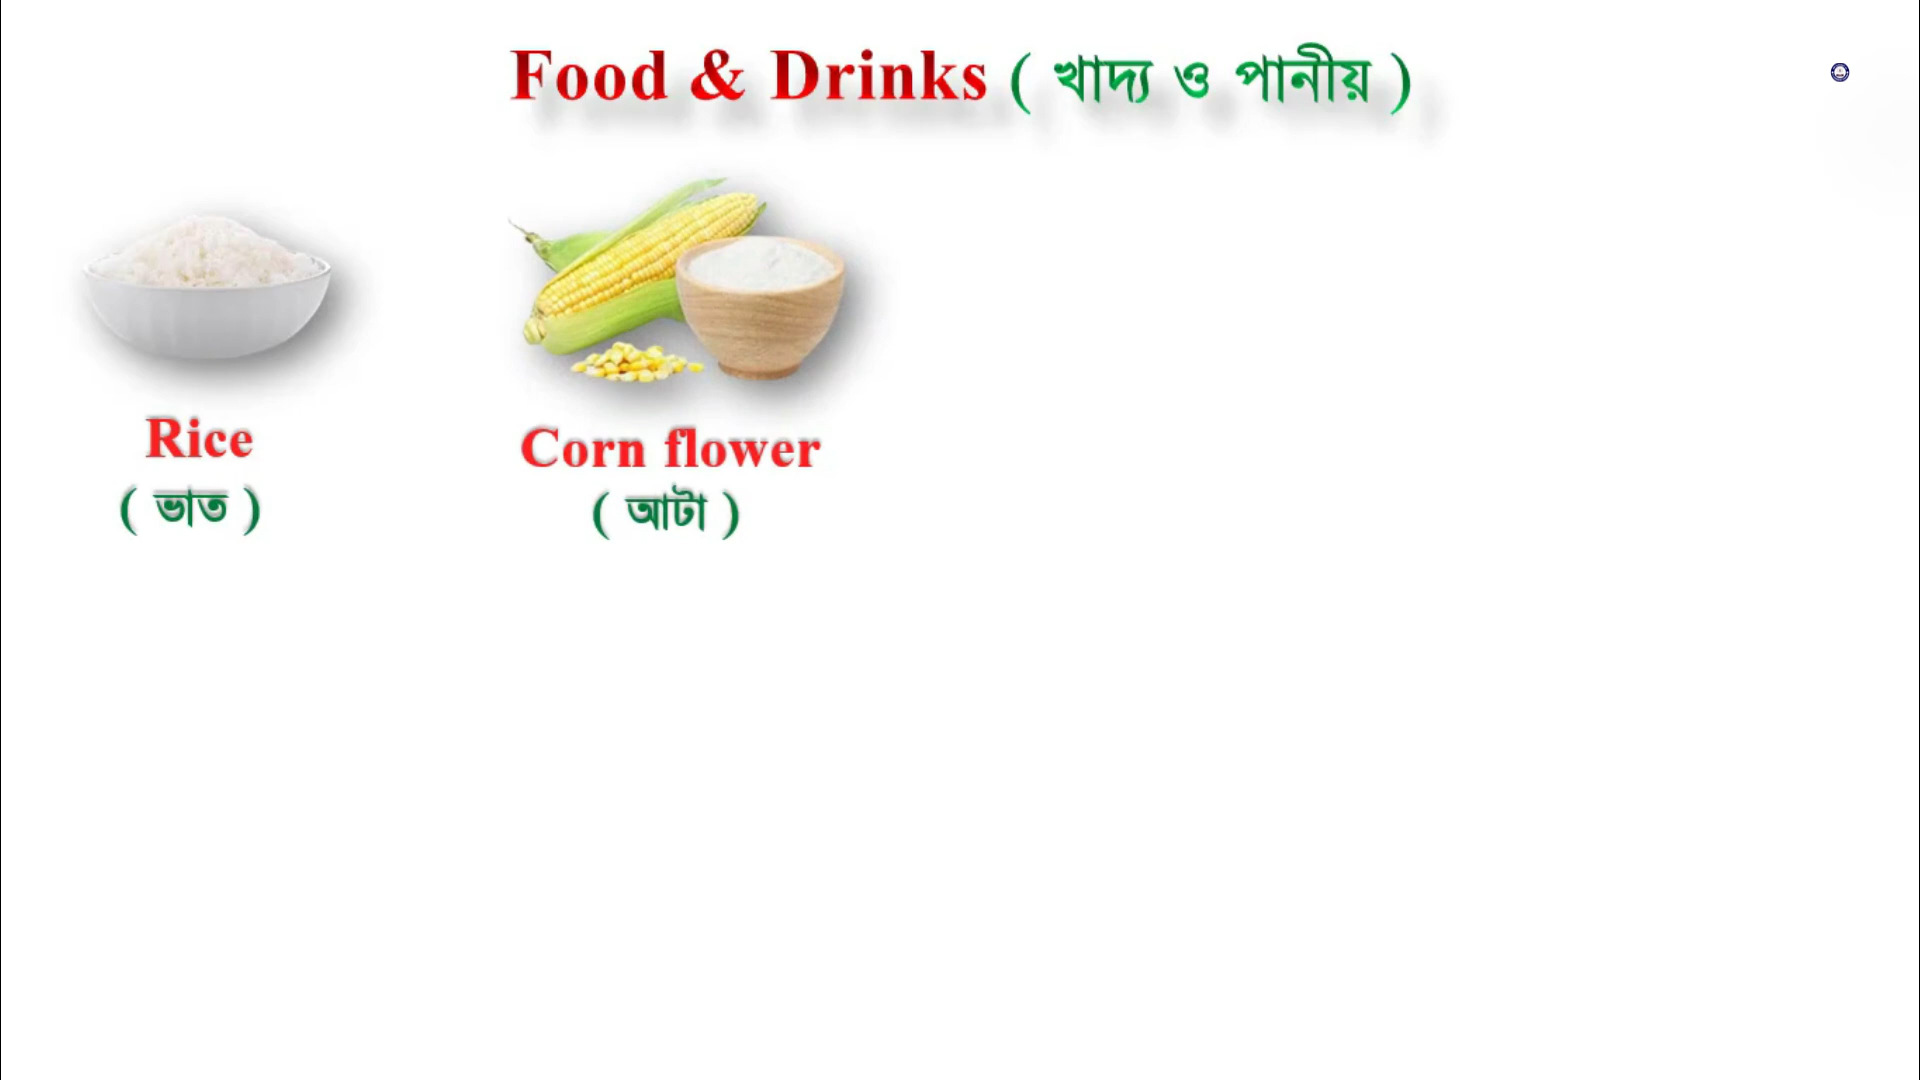 Food & Drinks ( খাদ্য ও পানীয় )
Rice
( ভাত )
Corn flower
( আটা )